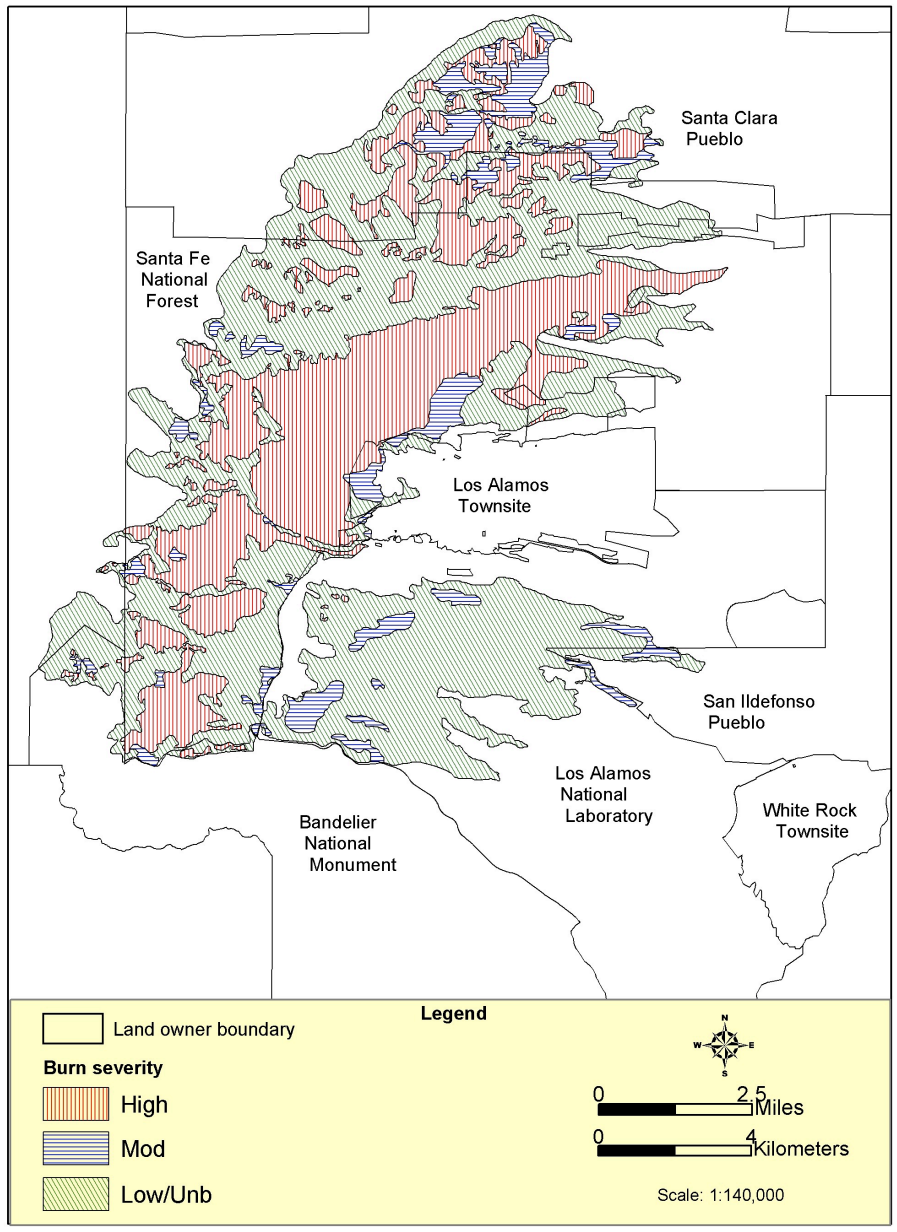 Santa Clara
Pueblo
Santa Fe
National
Forest
Los Alamos
Townsite
San Ildefonso
Pueblo
Los Alamos
National
Laboratory
White Rock
Townsite
Bandelier
National
Monument
Legend
Land owner boundary
Burn severity
High
Mod
Low/Unb
N
W E
S
0 2.5
Miles
0 4
Kilometers
Scale: 1:140,000